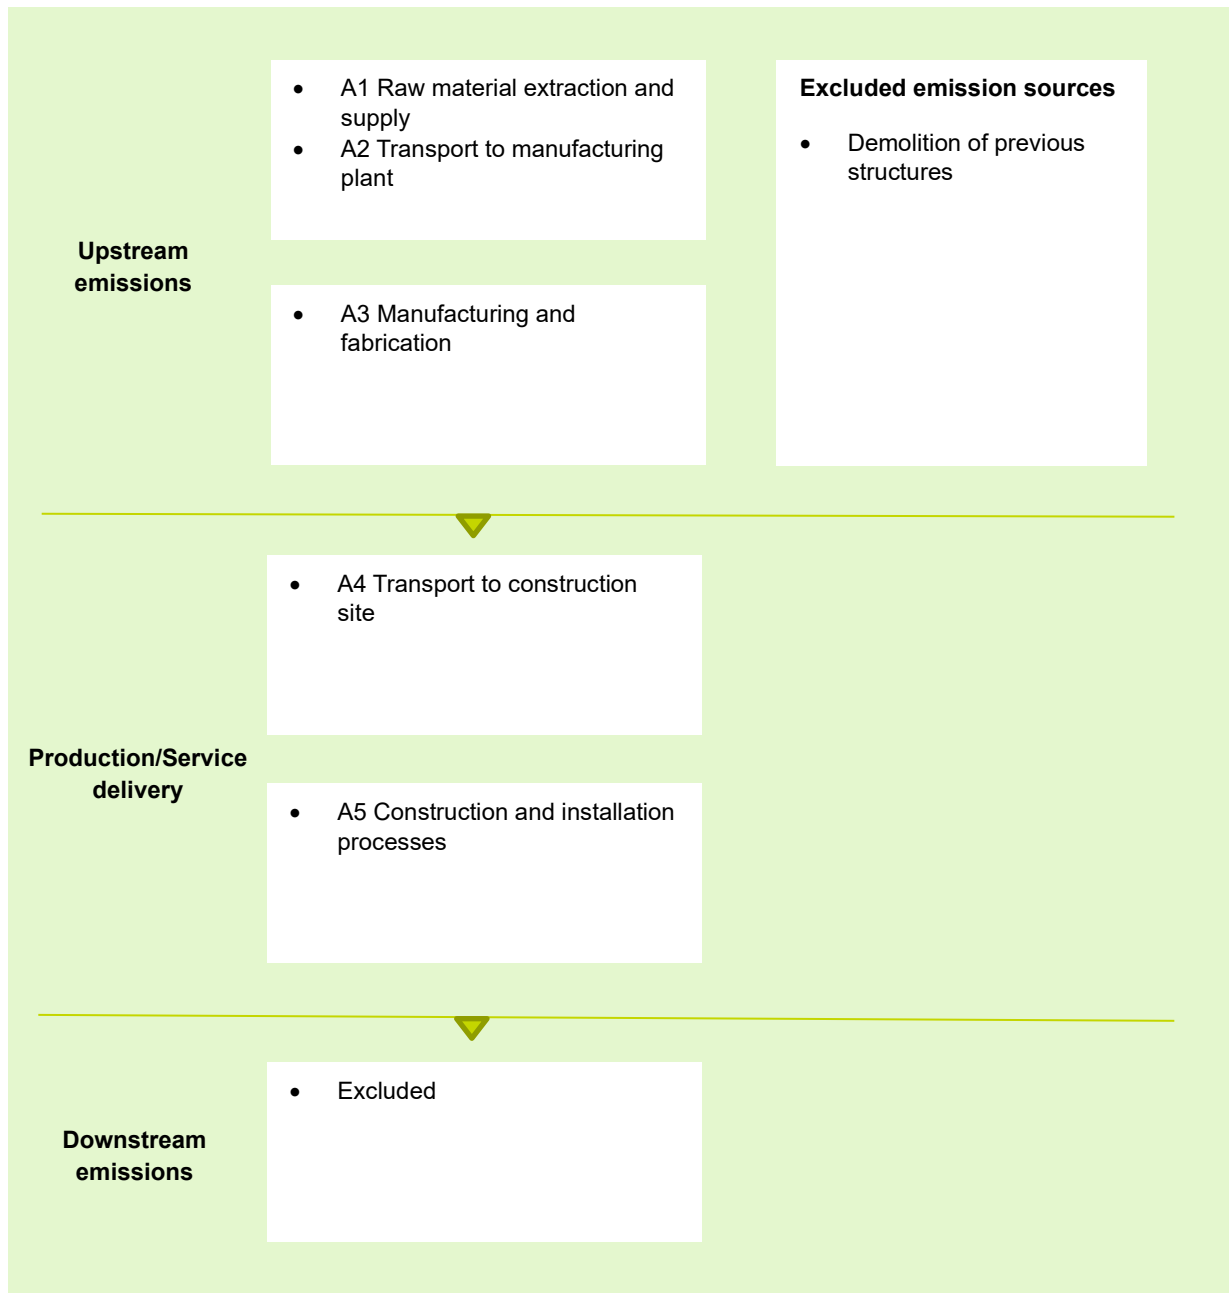 Upstream
emissions
• A1 Raw material extraction and
supply
• A2 Transport to manufacturing
plant
• A3 Manufacturing and
fabrication
Excluded emission sources
• Demolition of previous
structures
Production/Service
delivery
• A4 Transport to construction
site
• A5 Construction and installation
processes
Downstream
emissions
• Excluded